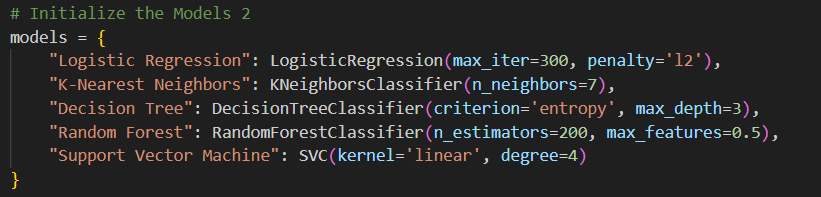 # Initialize the Models 2
models = {
    "Logistic Regression": LogisticRegression(max_iter=300, penalty='l2'),
    "K-Nearest Neighbors": KNeighborsClassifier(n_neighbors=7),
    "Decision Tree": DecisionTreeClassifier(criterion='entropy', max_depth=3),
    "Random Forest": RandomForestClassifier(n_estimators=200, max_features=0.5),
    "Support Vector Machine": SVC(kernel='linear', degree=4)
}